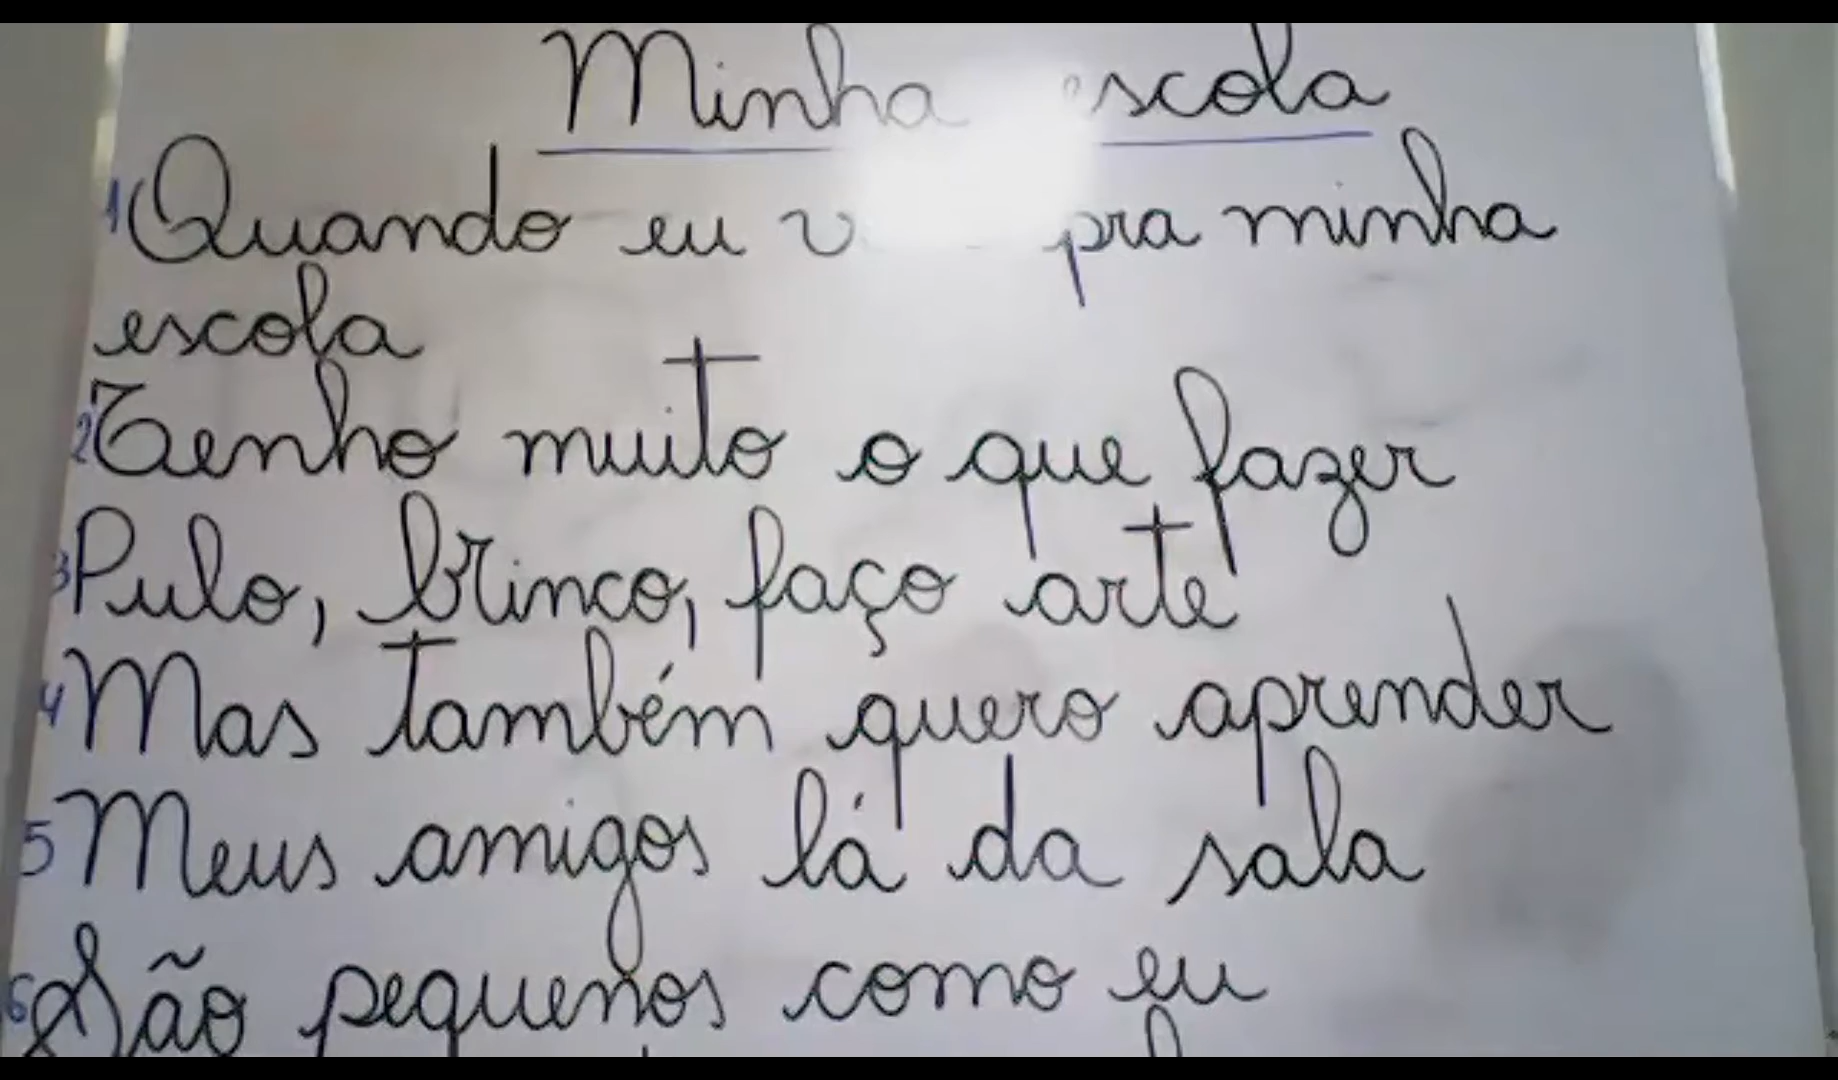 Minha escola
1 Quando eu pra minha
escola
2 Tenho muito o que fazer
3 Pulo, brinco, faço arte
4 Mas também quero aprender
5 Meus amigos lá da sala
6 São pequenos como eu